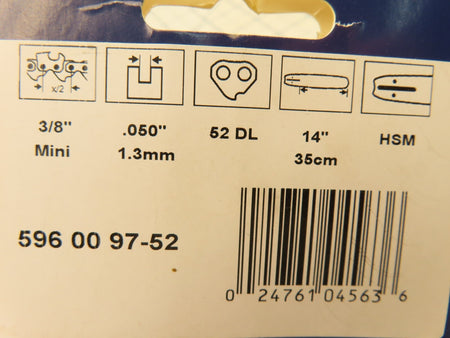 x/2
3/8"
Mini
.050"
1.3mm
52 DL
14"
35cm
HSM
596 00 97-52
0 24761 04563 6